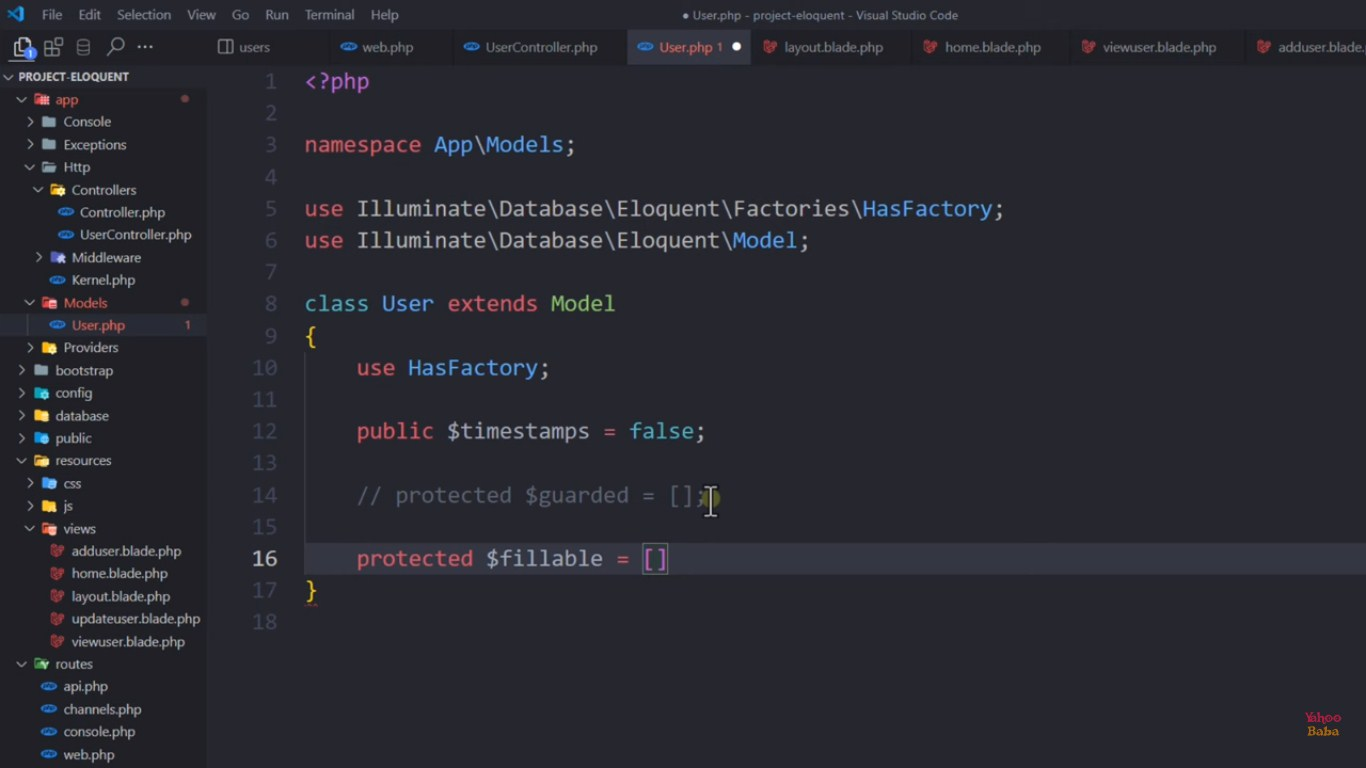 File Edit Selection View Go Run Terminal Help
● User.php - project-eloquent - Visual Studio Code
1
users
web.php
UserController.php
User.php 1 ●
layout.blade.php
home.blade.php
viewuser.blade.php
adduser.blade.
PROJECT-ELOQUENT
app
Console
Exceptions
Http
Controllers
Controller.php
UserController.php
Middleware
Kernel.php
Models
User.php 1
Providers
bootstrap
config
database
public
resources
css
js
views
adduser.blade.php
home.blade.php
layout.blade.php
updateuser.blade.php
viewuser.blade.php
routes
api.php
channels.php
console.php
web.php
1 <?php
2
3 namespace App\Models;
4
5 use Illuminate\Database\Eloquent\Factories\HasFactory;
6 use Illuminate\Database\Eloquent\Model;
7
8 class User extends Model
9 {
10 use HasFactory;
11
12 public $timestamps = false;
13
14 // protected $guarded = [];
15
16 protected $fillable = []
17 }
18
Yahoo
Baba